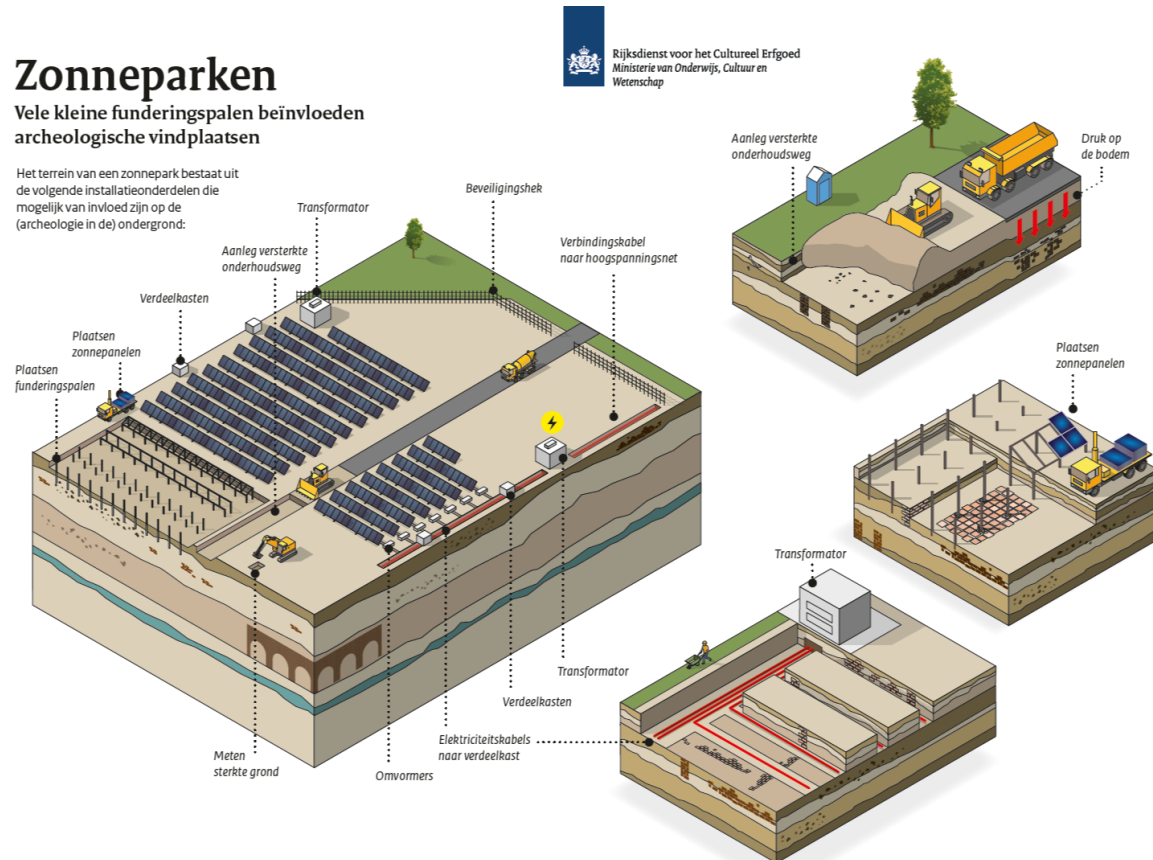 Zonneparken
Vele kleine funderingspalen beïnvloeden
archeologische vindplaatsen
Het terrein van een zonnepark bestaat uit
de volgende installatieonderdelen die
mogelijk van invloed zijn op de
(archeologie in de) ondergrond:
Rijksdienst voor het Cultureel Erfgoed
Ministerie van Onderwijs, Cultuur en
Wetenschap
Beveiligingshek
Transformator
Aanleg versterkte
onderhoudsweg
Verbindingskabel
naar hoogspanningsnet
Verdeelkasten
Plaatsen
zonnepanelen
Plaatsen
funderingspalen
Transformator
Verdeelkasten
Meten
sterkte grond
Omvormers
Elektriciteitskabels
naar verdeelkast
Aanleg versterkte
onderhoudsweg
Druk op
de bodem
Plaatsen
zonnepanelen
Transformator